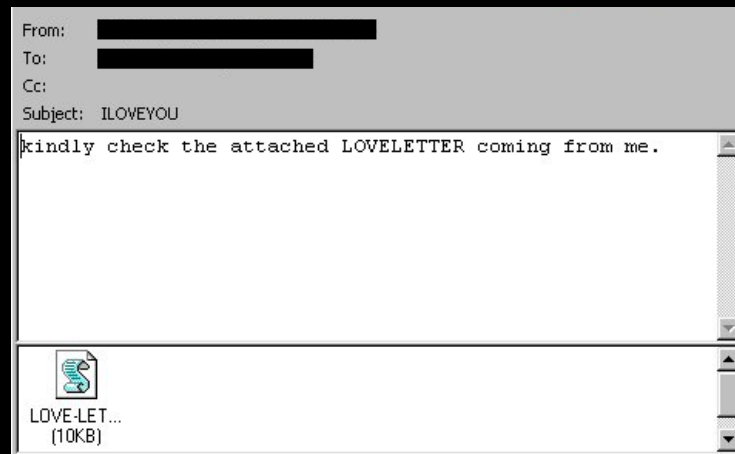 From:
To:
Cc:
Subject: ILOVEYOU
kindly check the attached LOVELETTER coming from me.
LOVE-LET...
(10KB)